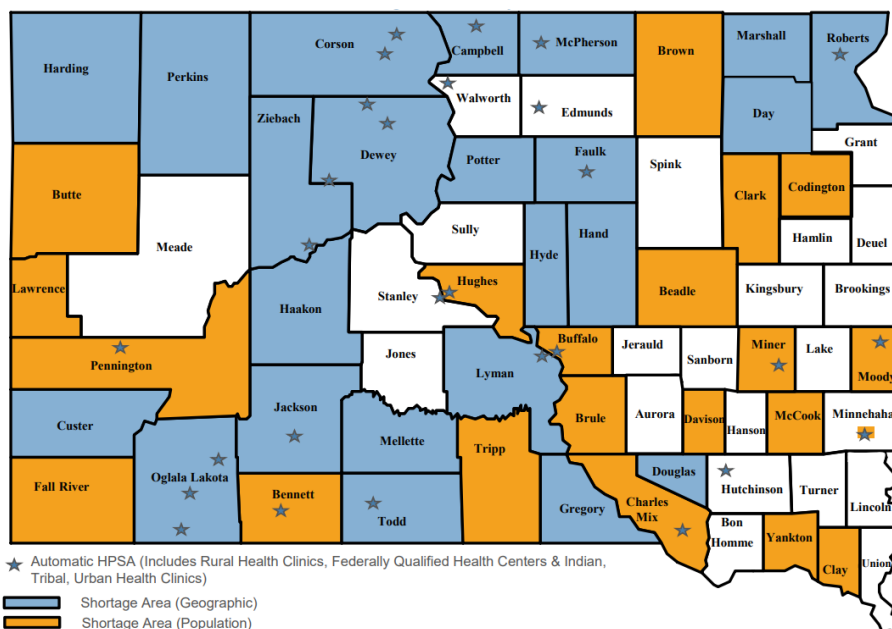 Harding
Perkins
Corson
Campbell
McPherson
Brown
Marshall
Roberts
Walworth
Edmunds
Day
Grant
Ziebach
Dewey
Potter
Faulk
Spink
Butte
Clark
Codington
Meade
Sully
Hyde
Hand
Hamlin
Deuel
Lawrence
Haakon
Stanley
Hughes
Beadle
Kingsbury
Brookings
Pennington
Jones
Lyman
Buffalo
Jerauld
Sanborn
Miner
Lake
Moody
Custer
Jackson
Mellette
Tripp
Brule
Aurora
Davison
Hanson
McCook
Minnehaha
Fall River
Oglala Lakota
Bennett
Todd
Gregory
Charles
Mix
Douglas
Hutchinson
Turner
Lincoln
Bon
Homme
Yankton
Clay
Union
Automatic HPSA (Includes Rural Health Clinics, Federally Qualified Health Centers & Indian,
Tribal, Urban Health Clinics)
Shortage Area (Geographic)
Shortage Area (Population)